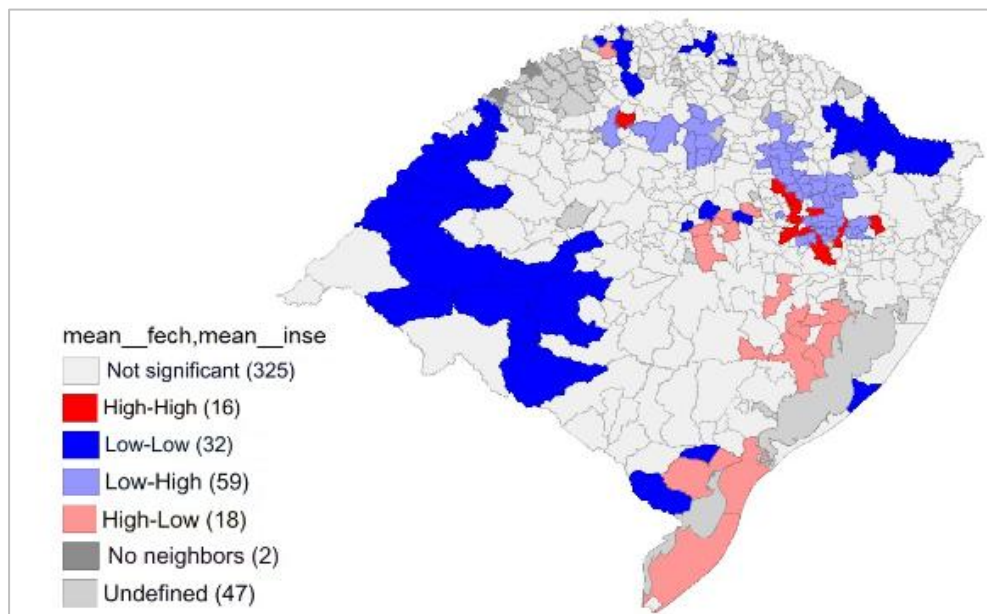 mean__fech,mean__inse
Not significant (325)
High-High (16)
Low-Low (32)
Low-High (59)
High-Low (18)
No neighbors (2)
Undefined (47)